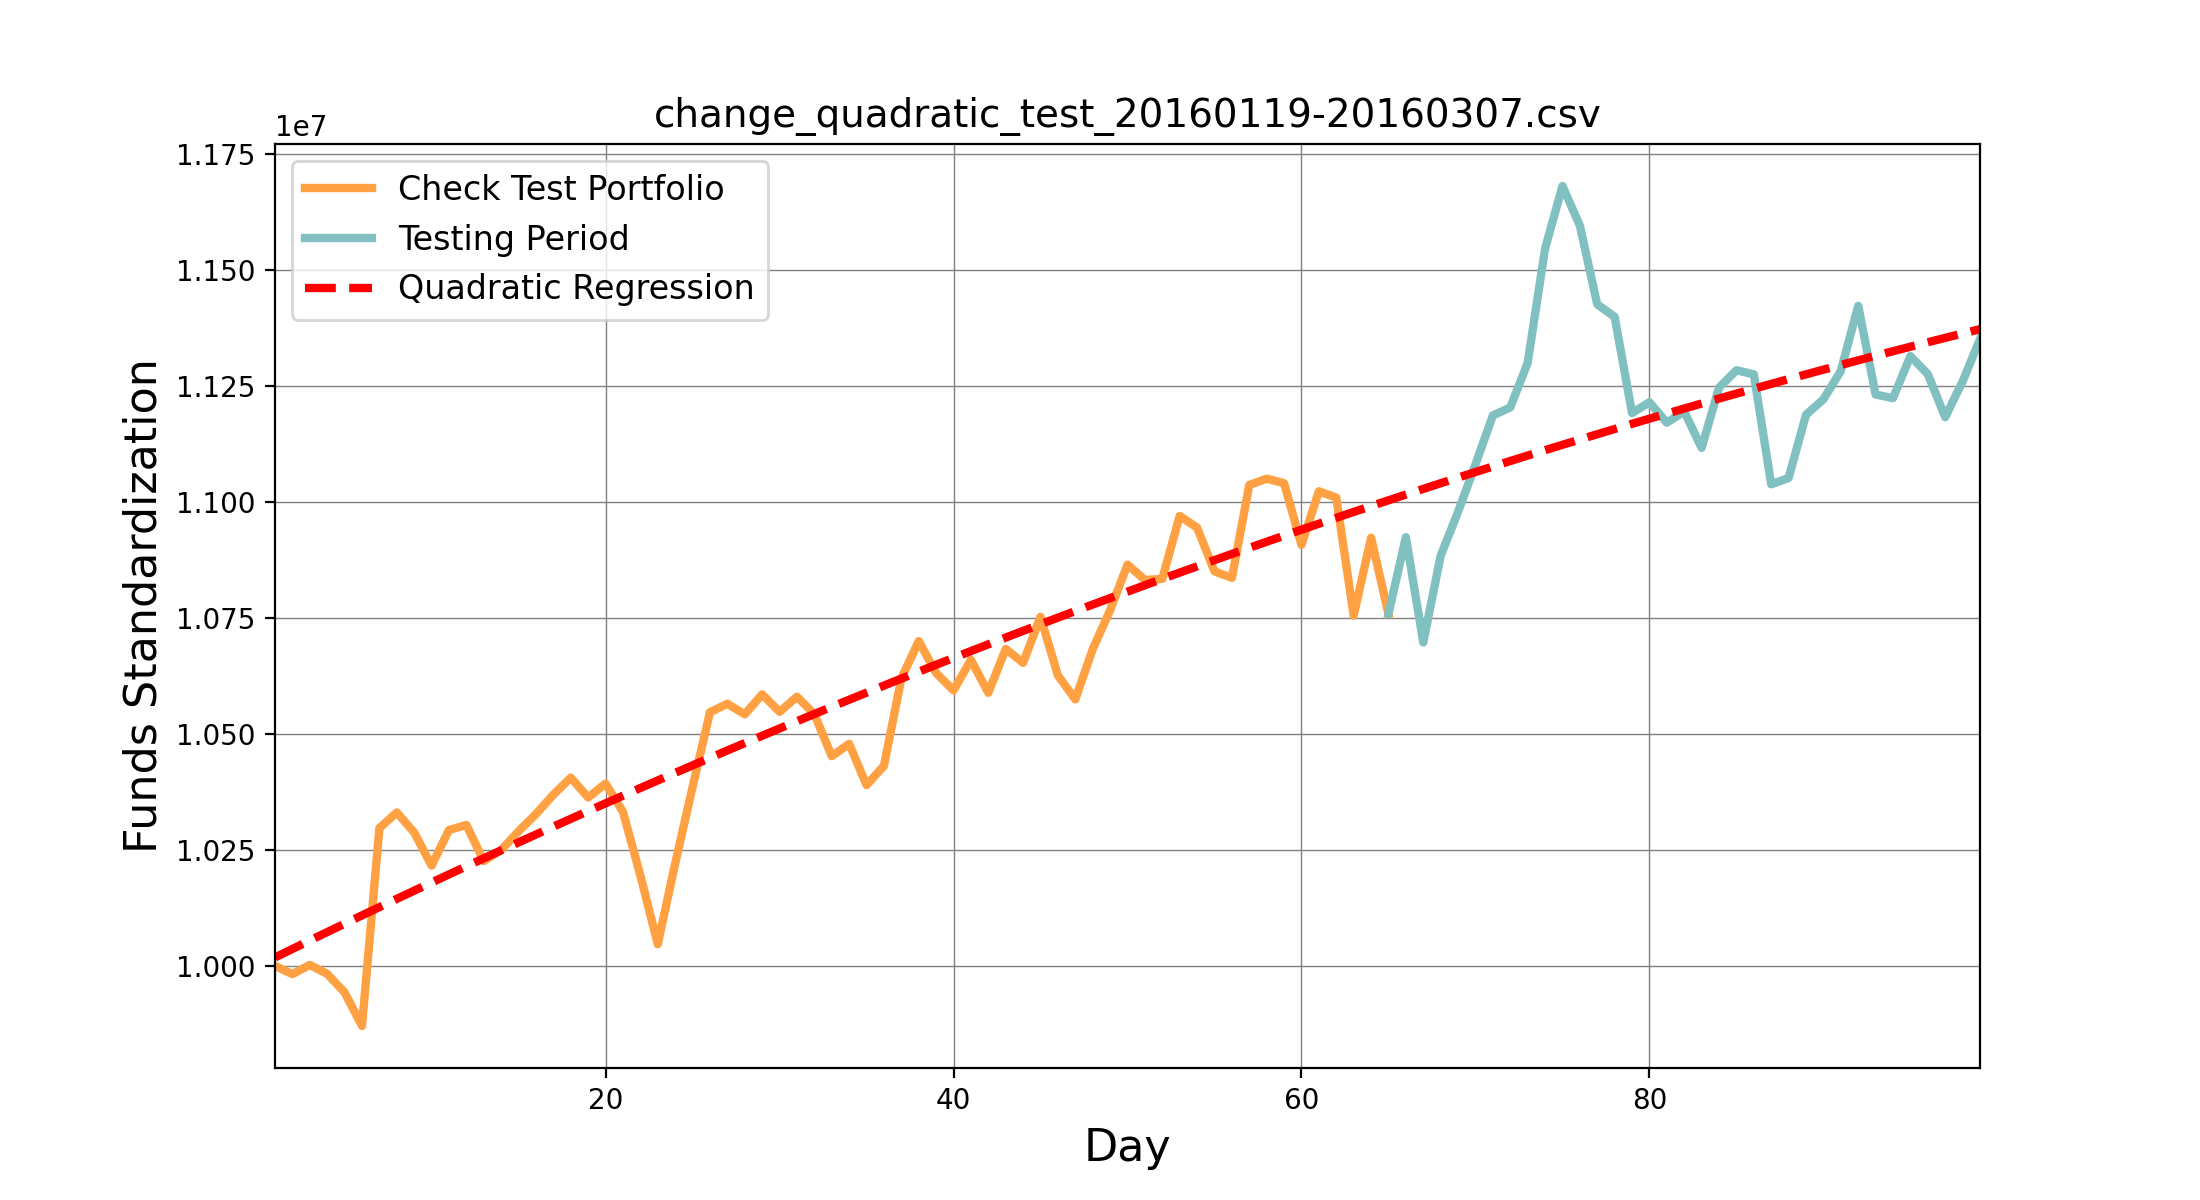 change_quadratic_test_20160119-20160307.csv
1e7
1.175
1.150
1.125
1.100
1.075
1.050
1.025
1.000
Funds Standardization
Check Test Portfolio
Testing Period
Quadratic Regression
20
40
60
80
Day